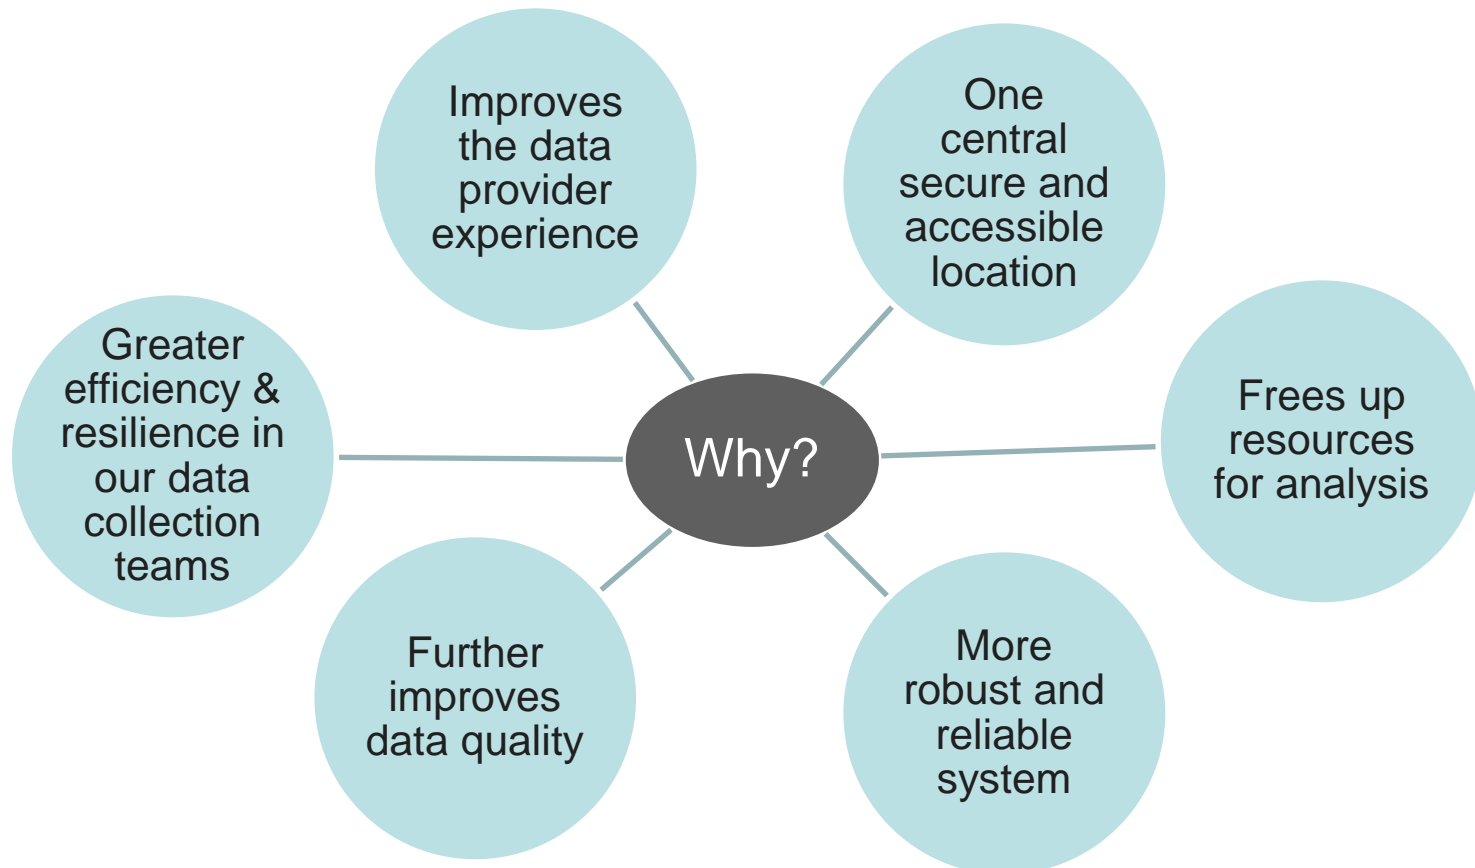 Improves
the data
provider
experience
One
central
secure and
accessible
location
Greater
efficiency &
resilience in
our data
collection
teams
Why?
Frees up
resources
for analysis
Further
improves
data quality
More
robust and
reliable
system